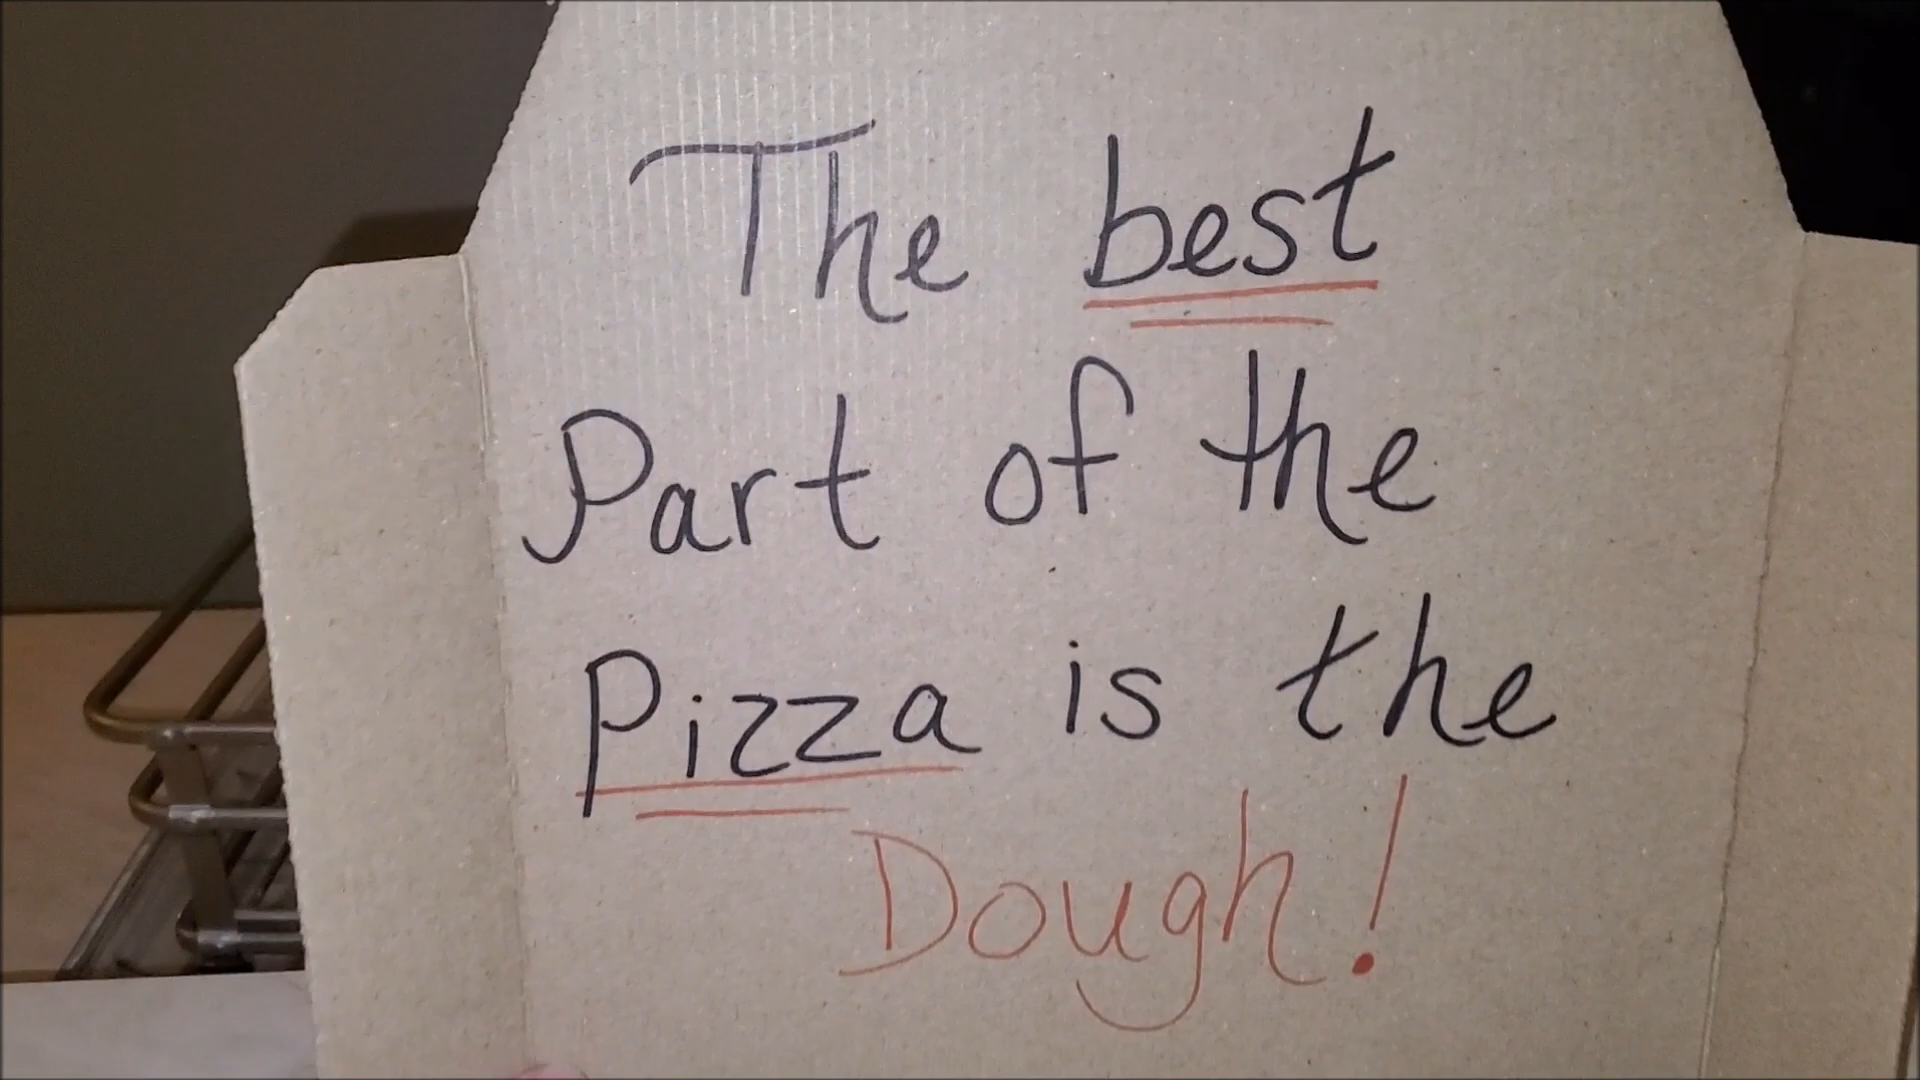 The best
Part of the
Pizza is the
Dough!